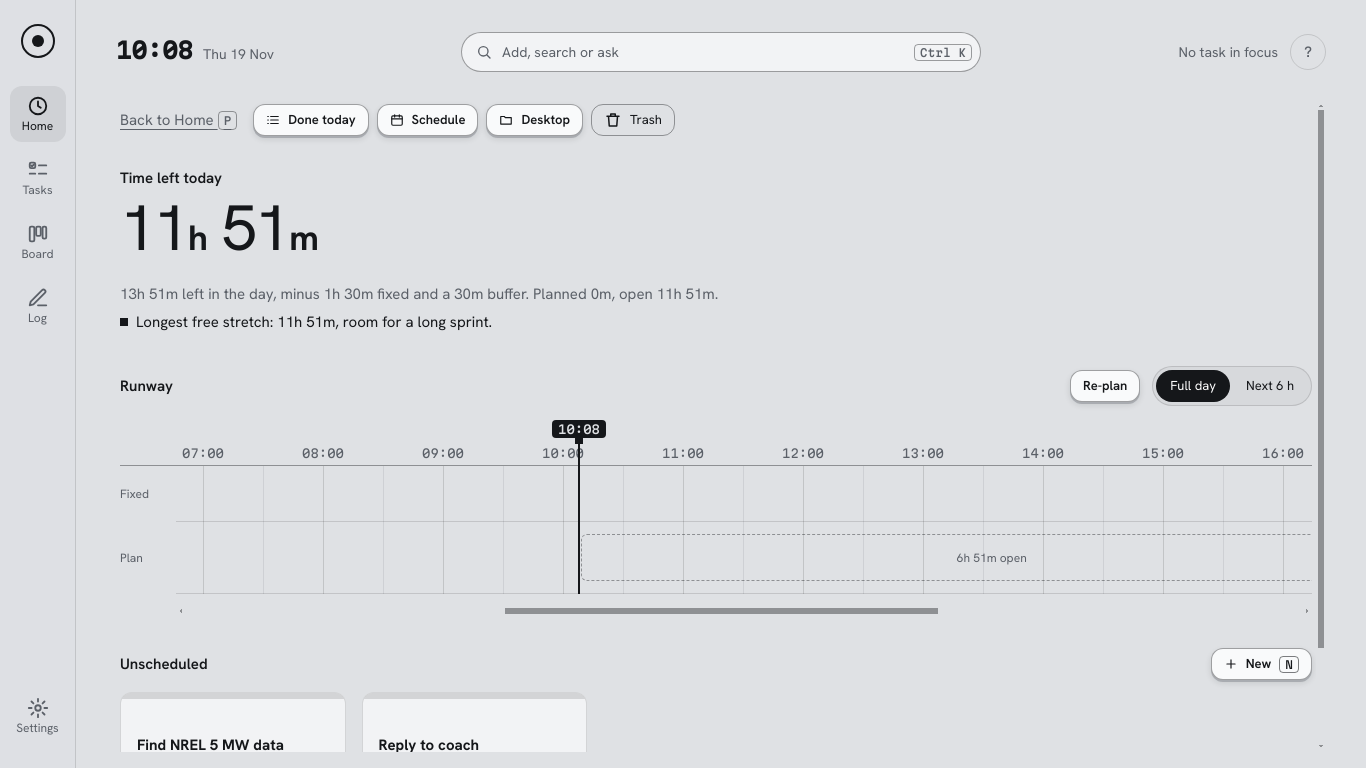 10:08 Thu 19 Nov
Add, search or ask Ctrl K
No task in focus ?
Home
Tasks
Board
Log
Settings
Back to Home P
Done today
Schedule
Desktop
Trash
Time left today
11h 51m
13h 51m left in the day, minus 1h 30m fixed and a 30m buffer. Planned 0m, open 11h 51m.
Longest free stretch: 11h 51m, room for a long sprint.
Runway
Re-plan
Full day
Next 6 h
10:08
07:00 08:00 09:00 10:00 11:00 12:00 13:00 14:00 15:00 16:00
Fixed
Plan
6h 51m open
Unscheduled
New N
Find NREL 5 MW data
Reply to coach